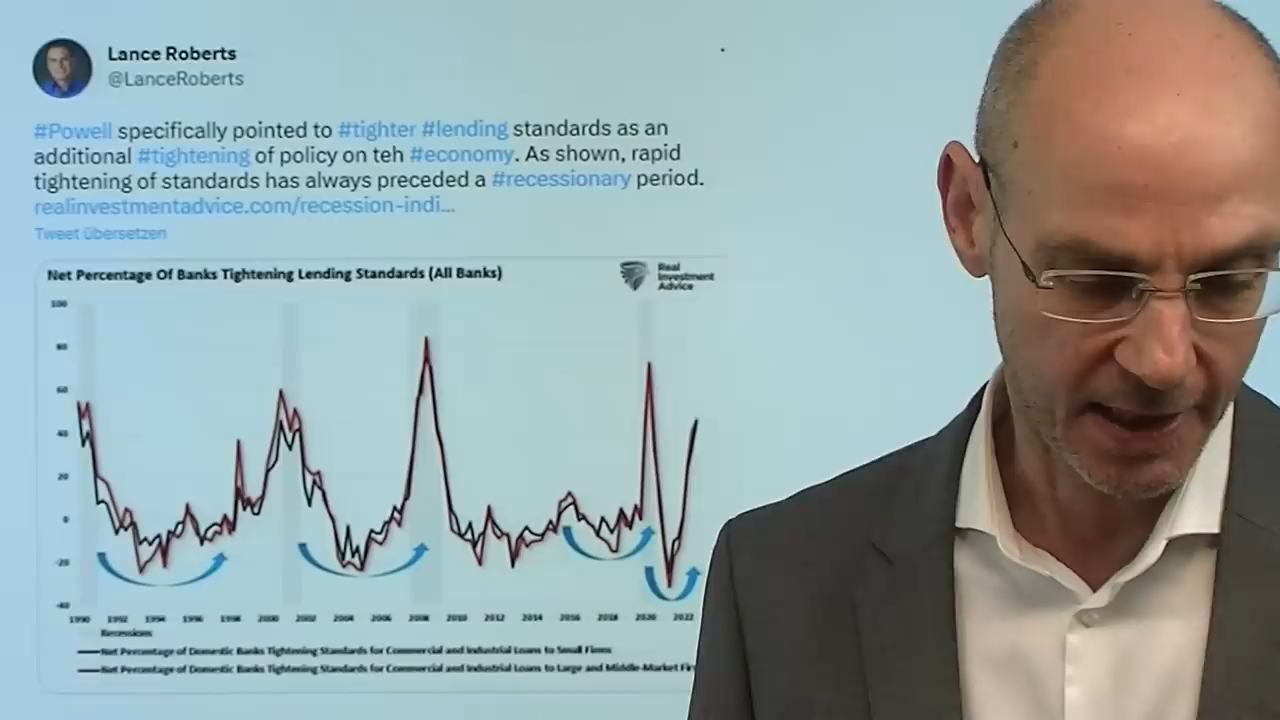 Lance Roberts
@LanceRoberts
#Powell specifically pointed to #tighter #lending standards as an
additional #tightening of policy on teh #economy. As shown, rapid
tightening of standards has always preceded a #recessionary period.
realinvestmentadvice.com/recession-indi...
Tweet übersetzen
Net Percentage Of Banks Tightening Lending Standards (All Banks)
Real
Investment
Advice
100
80
60
40
20
0
-20
-40
1990 1992 1994 1996 1998 2000 2002 2004 2006 2008 2010 2012 2014 2016 2018 2020 2022
Recessions
Net Percentage of Domestic Banks Tightening Standards for Commercial and Industrial Loans to Small Firms
Net Percentage of Domestic Banks Tightening Standards for Commercial and Industrial Loans to Large and Middle-Market Fir